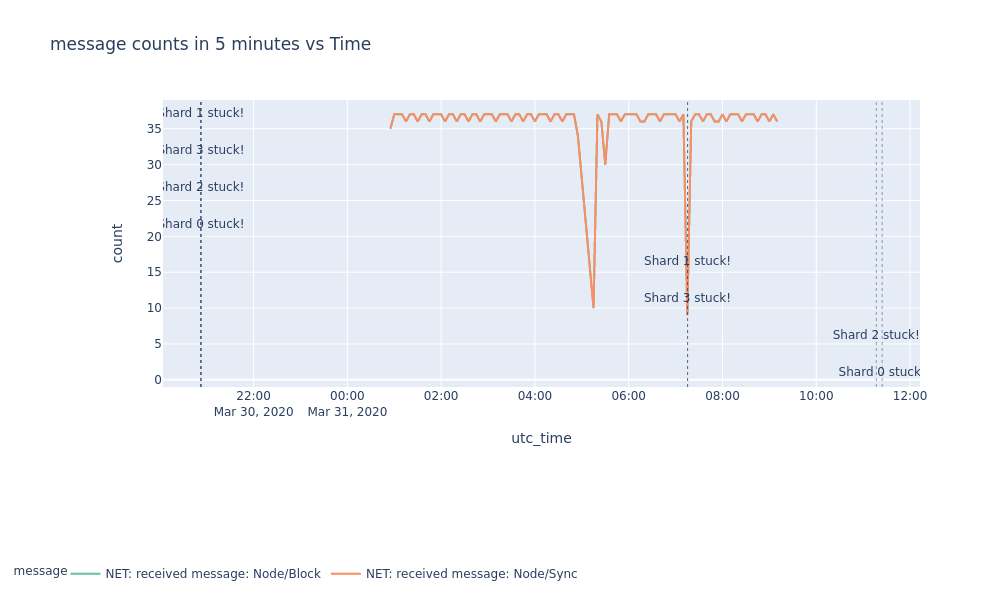 message counts in 5 minutes vs Time
Shard 1 stuck!
Shard 3 stuck!
Shard 2 stuck!
Shard 0 stuck!
Shard 1 stuck!
Shard 3 stuck!
Shard 2 stuck!
Shard 0 stuck
35
30
25
20
15
10
5
0
count
22:00 00:00 02:00 04:00 06:00 08:00 10:00 12:00
Mar 30, 2020 Mar 31, 2020
utc_time
message NET: received message: Node/Block NET: received message: Node/Sync